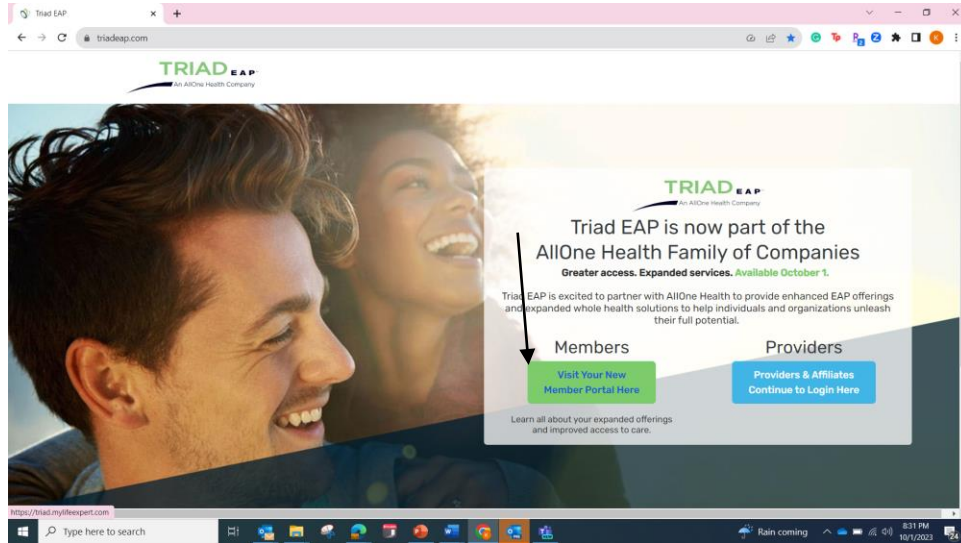 Triad EAP
triadeap.com
TRIAD EAP
An AllOne Health Company
TRIAD EAP
An AllOne Health Company
Triad EAP is now part of the
AllOne Health Family of Companies
Greater access. Expanded services. Available October 1.
Triad EAP is excited to partner with AllOne Health to provide enhanced EAP offerings
and expanded whole health solutions to help individuals and organizations unleash
their full potential.
Members
Visit Your New
Member Portal Here
Learn all about your expanded offerings
and improved access to care.
Providers
Providers & Affiliates
Continue to Login Here
https://triad.mylifeexpert.com
Type here to search
Rain coming
8:31 PM
10/1/2023
24